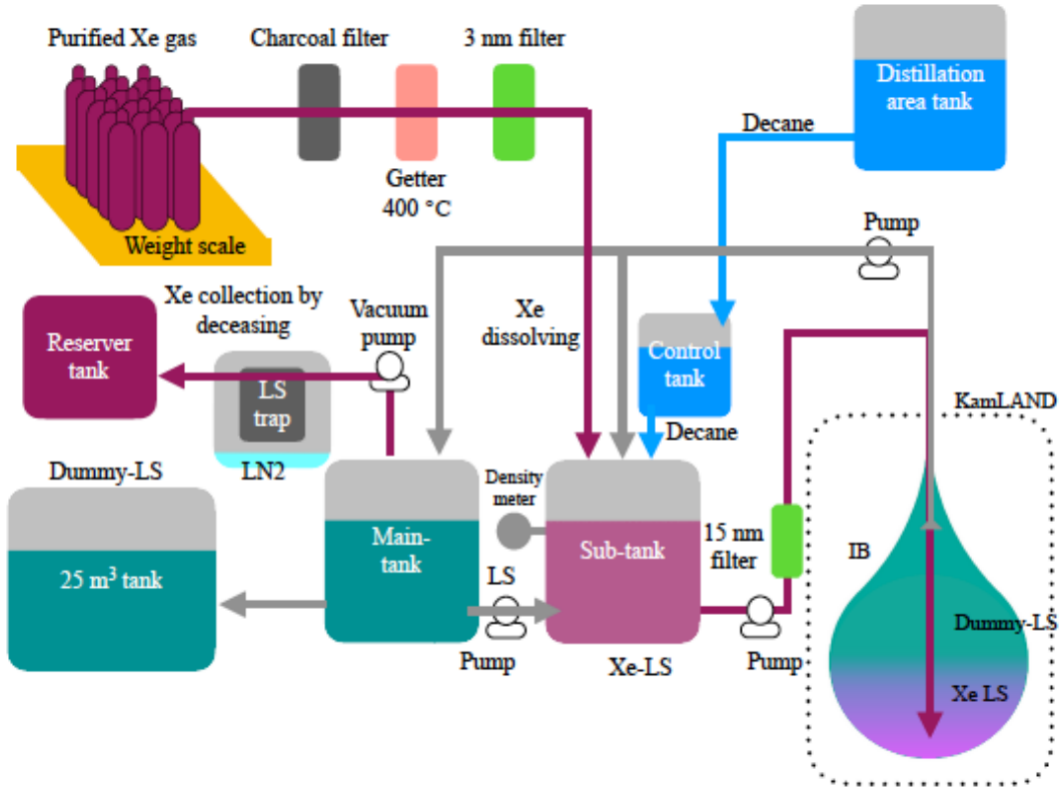 Purified Xe gas
Charcoal filter
3 nm filter
Distillation
area tank
Decane
Getter
400 °C
Weight scale
Pump
Xe collection by
deceasing
Vacuum
pump
Xe
dissolving
Reserver
tank
Control
tank
LS
trap
KamLAND
Decane
Dummy-LS
LN2
Density
meter
Main-
tank
Sub-tank
15 nm
filter
IB
25 m³ tank
LS
Dummy-LS
Pump
Xe-LS
Pump
Xe LS